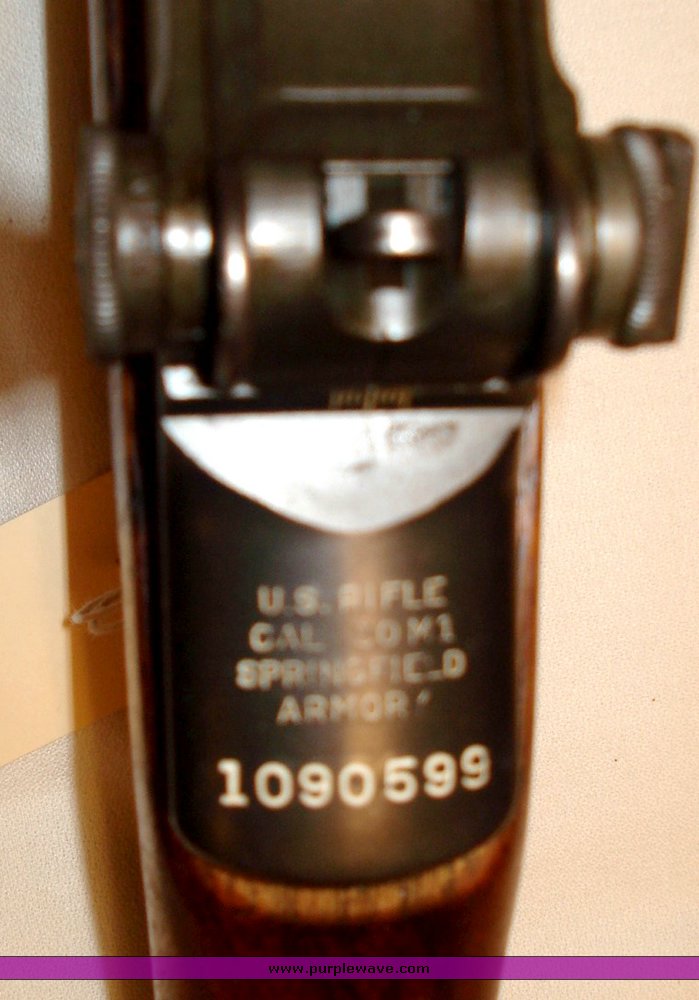 U.S. RIFLE
CAL .30 M1
SPRINGFIELD
ARMORY
1090599
www.purplewave.com